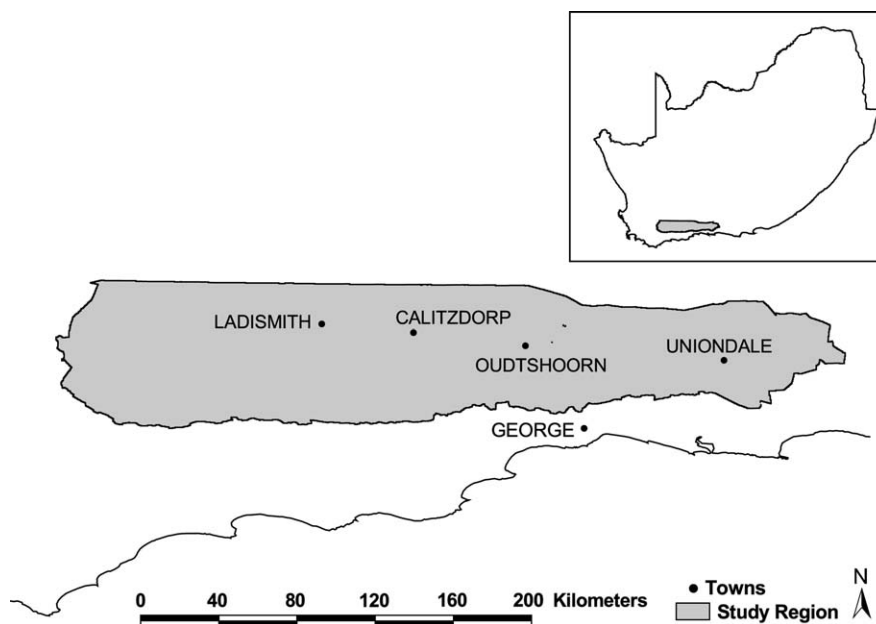 LADISMITH
CALITZDORP
OUDTSHOORN
UNIONDALE
GEORGE
N
Towns
Study Region
0 40 80 120 160 200 Kilometers